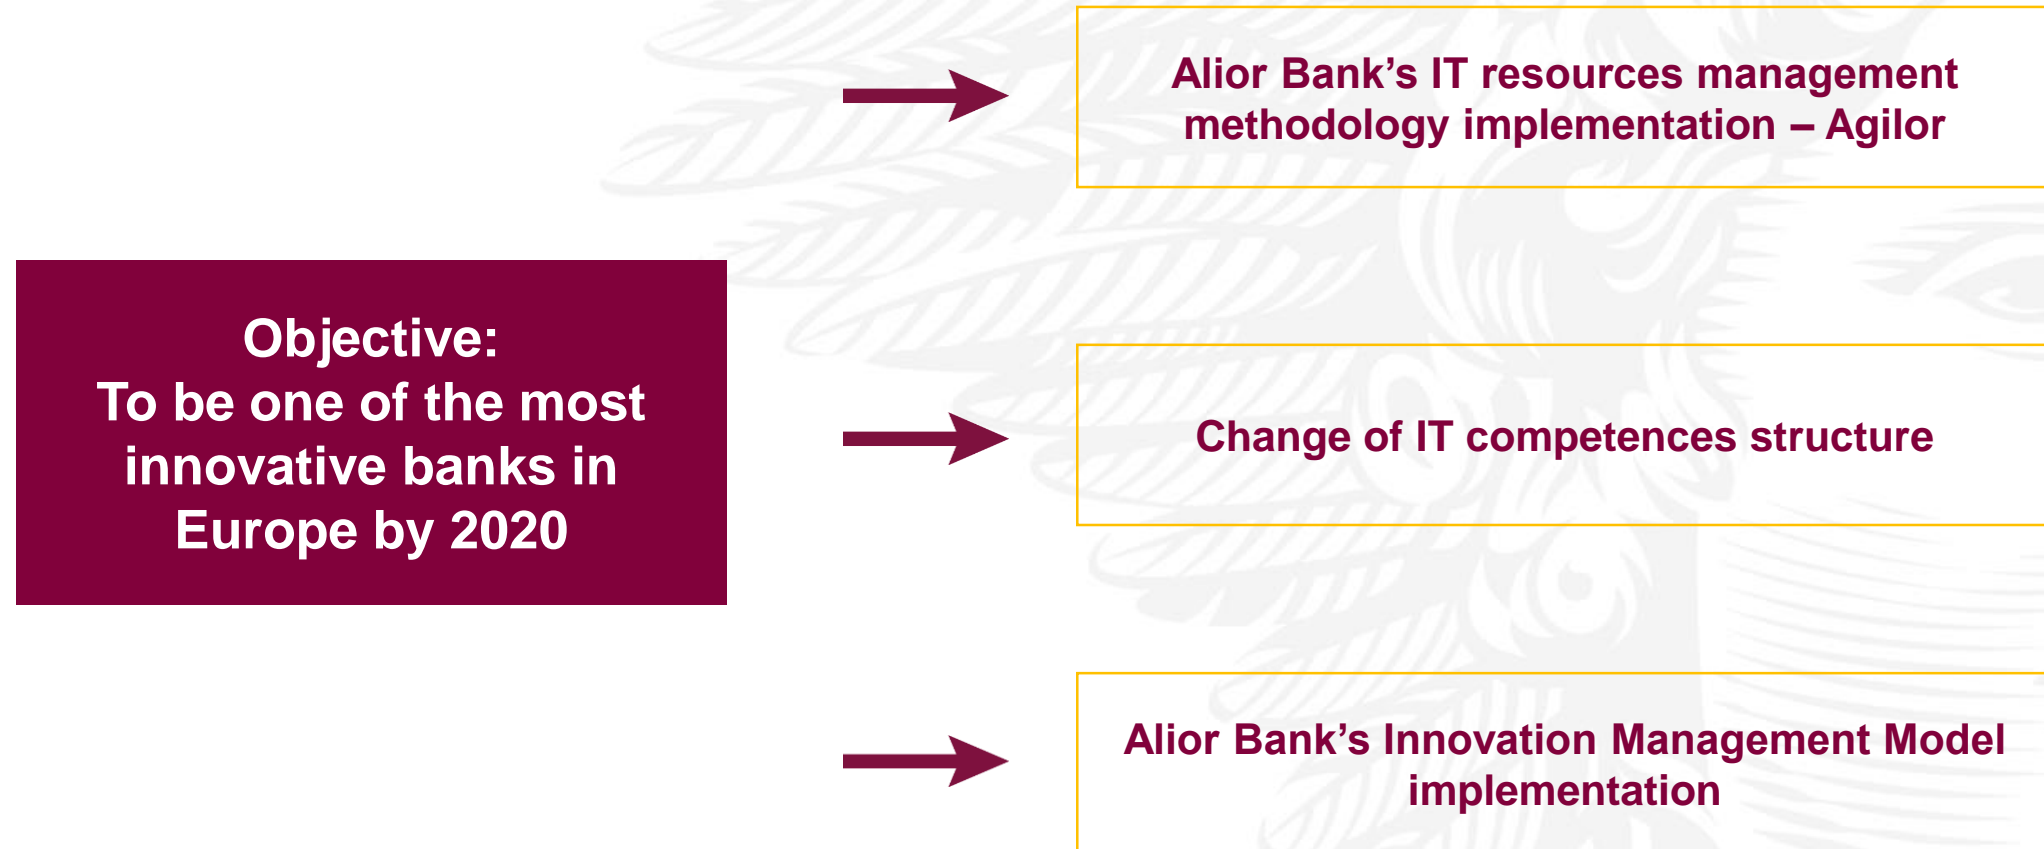 Alior Bank’s IT resources management
methodology implementation – Agilor
Objective:
To be one of the most
innovative banks in
Europe by 2020
Change of IT competences structure
Alior Bank’s Innovation Management Model
implementation